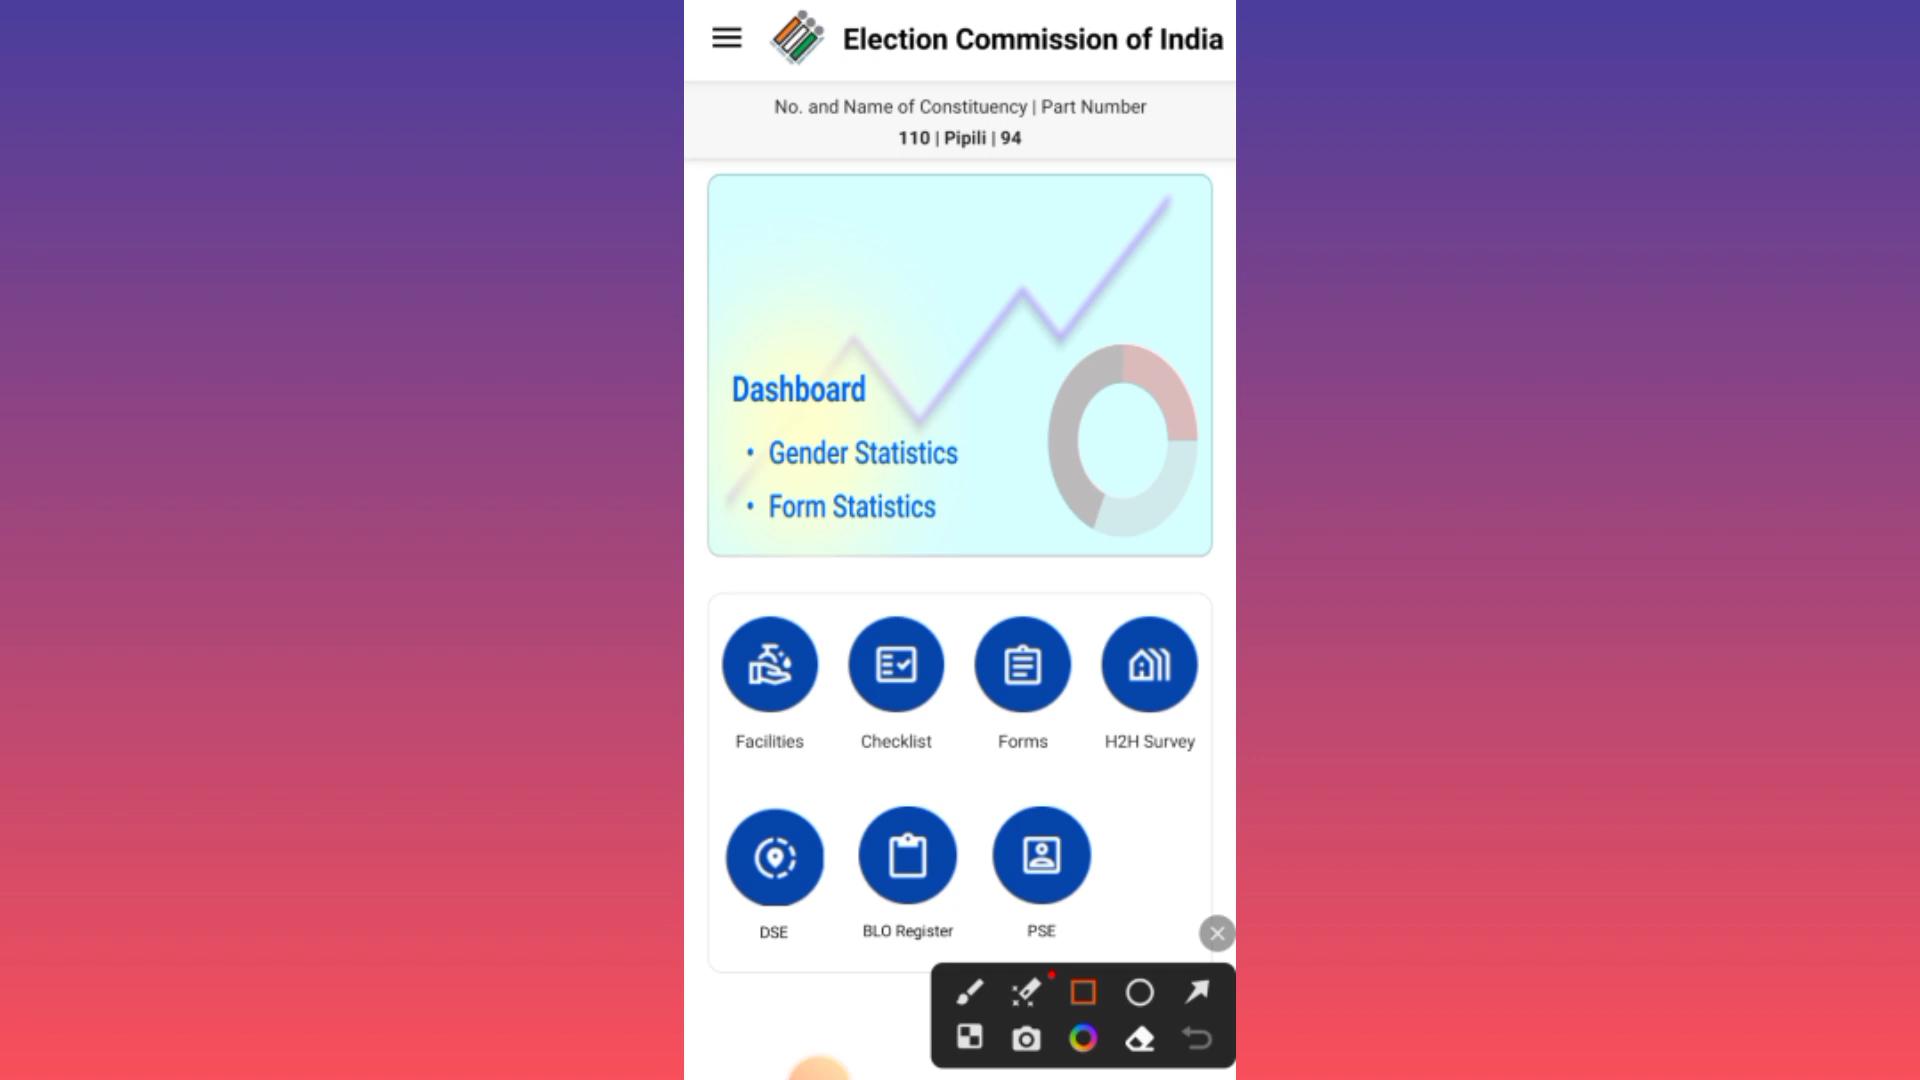 Election Commission of India
No. and Name of Constituency | Part Number
110 | Pipili | 94
Dashboard
• Gender Statistics
• Form Statistics
Facilities
Checklist
Forms
H2H Survey
DSE
BLO Register
PSE